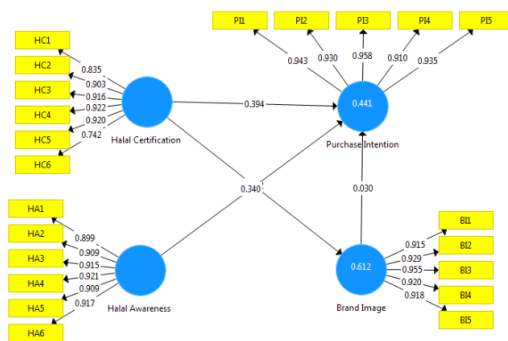 PI1
PI2
PI3
PI4
PI5
HC1
HC2
HC3
HC4
HC5
HC6
0.943
0.930
0.958
0.910
0.935
0.835
0.903
0.916
0.922
0.920
0.742
Halal Certification
0.394
0.441
Purchase Intention
0.340
0.030
HA1
HA2
HA3
HA4
HA5
HA6
0.899
0.909
0.915
0.921
0.909
0.917
Halal Awareness
0.612
Brand Image
0.915
0.929
0.955
0.920
0.918
BI1
BI2
BI3
BI4
BI5